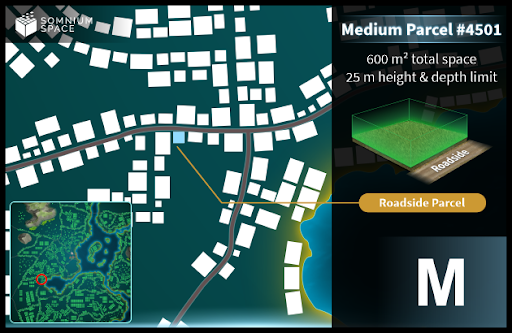 SOMNIUM
SPACE
Medium Parcel #4501
600 m² total space
25 m height & depth limit
Roadside
Roadside Parcel
M